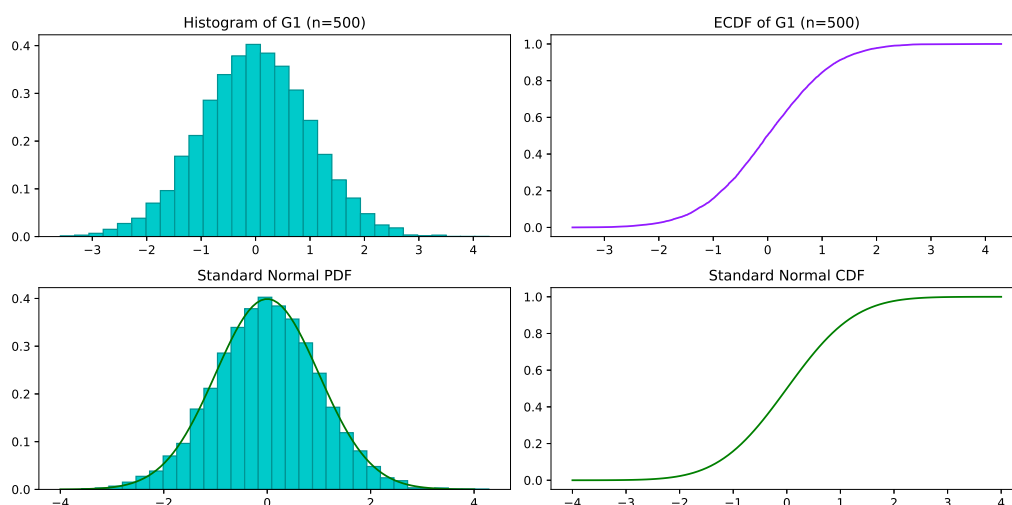 Histogram of G1 (n=500)
0.4
0.3
0.2
0.1
0.0
−3 −2 −1 0 1 2 3 4
ECDF of G1 (n=500)
1.0
0.8
0.6
0.4
0.2
0.0
−3 −2 −1 0 1 2 3 4
Standard Normal PDF
0.4
0.3
0.2
0.1
0.0
−4 −2 0 2 4
Standard Normal CDF
1.0
0.8
0.6
0.4
0.2
0.0
−4 −3 −2 −1 0 1 2 3 4